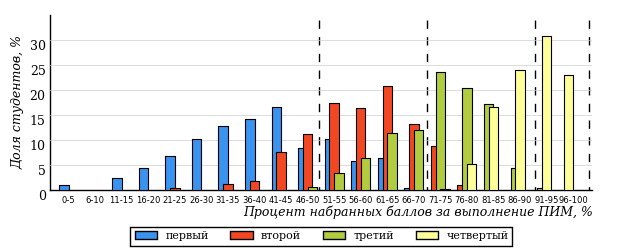 Доля студентов, %
30
25
20
15
10
5
0
0-5 6-10 11-15 16-20 21-25 26-30 31-35 36-40 41-45 46-50 51-55 56-60 61-65 66-70 71-75 76-80 81-85 86-90 91-95 96-100
Процент набранных баллов за выполнение ПИМ, %
первый второй третий четвертый